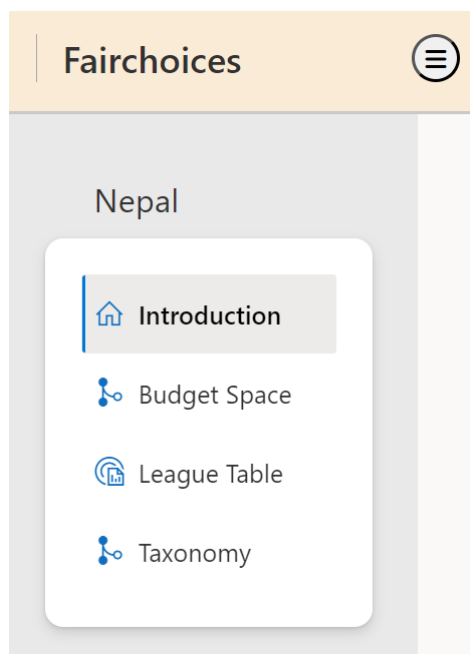 Fairchoices
Nepal
Introduction
Budget Space
League Table
Taxonomy